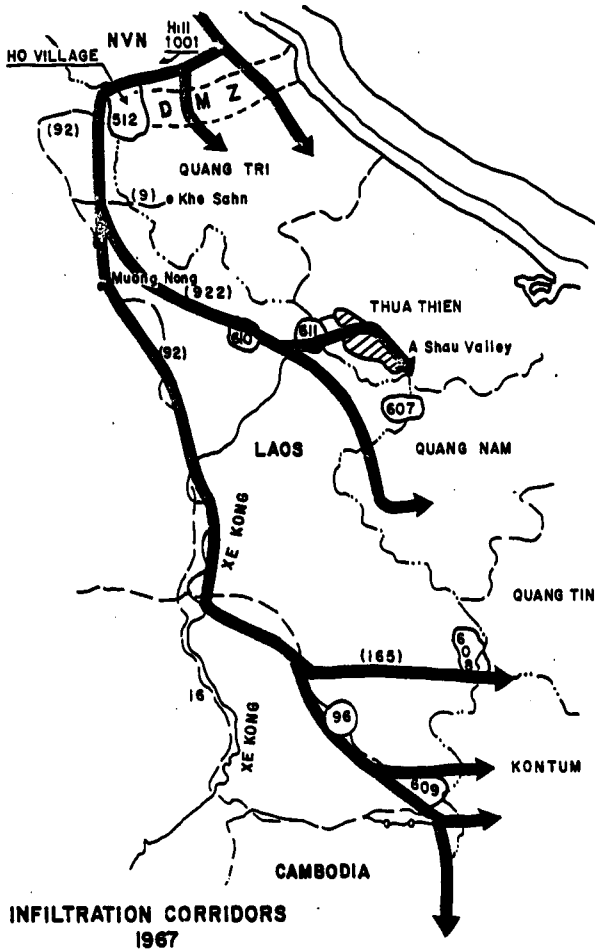 NVN
Hill
1001
HO VILLAGE
D M Z
512
(92)
QUANG TRI
(9)
Khe Sahn
Muong Nong
(922)
THUA THIEN
610
611
A Shau Valley
(92)
607
LAOS
QUANG NAM
XE KONG
QUANG TIN
608
(165)
16
96
XE KONG
KONTUM
609
CAMBODIA
INFILTRATION CORRIDORS
1967